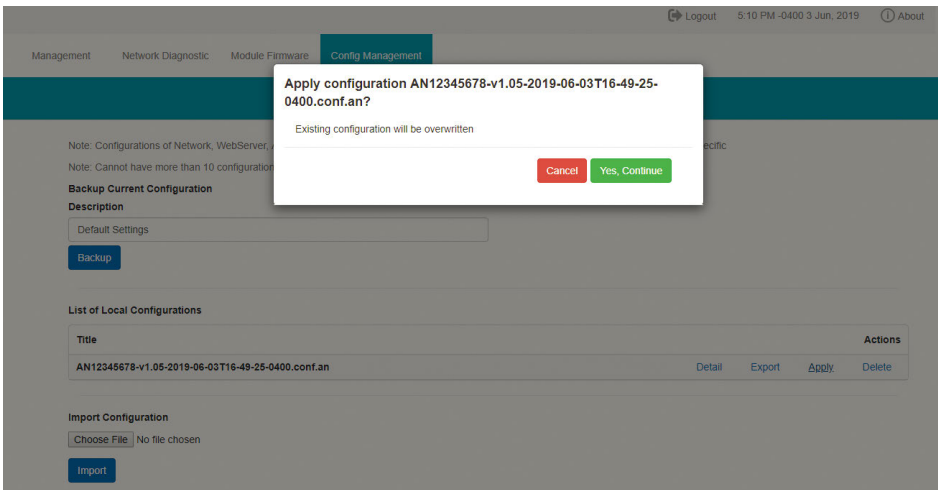 Logout 5:10 PM -0400 3 Jun, 2019 About
Management Network Diagnostic Module Firmware Config Management
Apply configuration AN12345678-v1.05-2019-06-03T16-49-25-
0400.conf.an?
Existing configuration will be overwritten
Cancel Yes, Continue
Note: Configurations of Network, WebServer, ecific
Note: Cannot have more than 10 configuration
Backup Current Configuration
Description
Default Settings
Backup
List of Local Configurations
Title Actions
AN12345678-v1.05-2019-06-03T16-49-25-0400.conf.an Detail Export Apply Delete
Import Configuration
Choose File No file chosen
Import